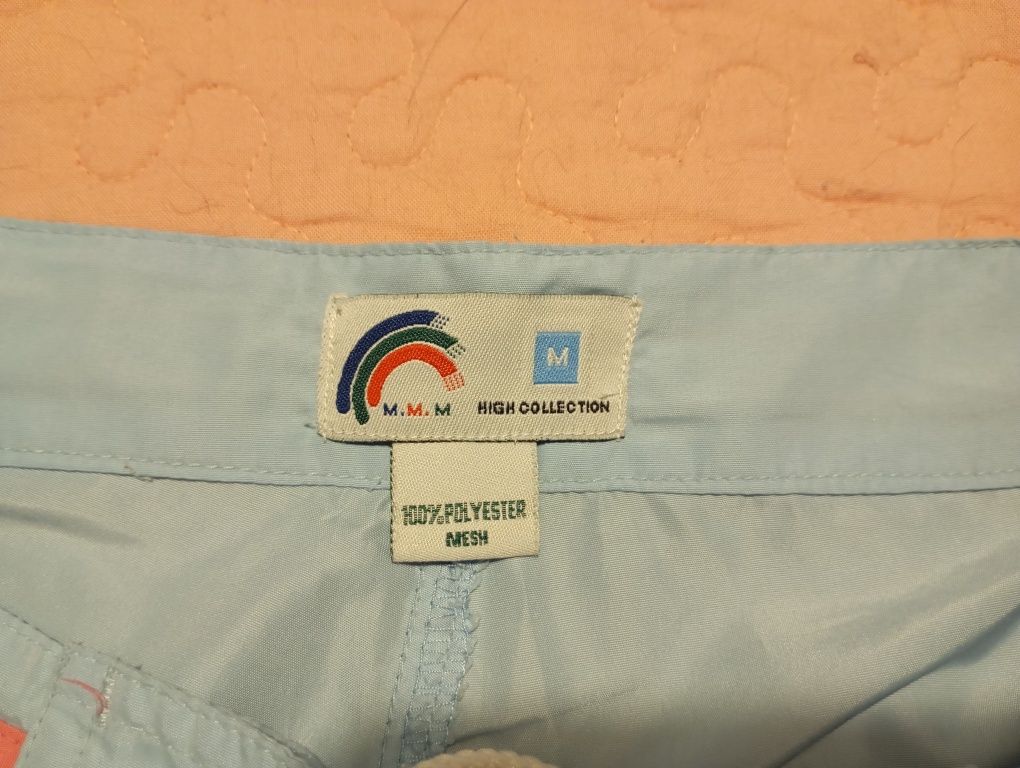 M
M.M.M
HIGH COLLECTION
100% POLYESTER
MESH